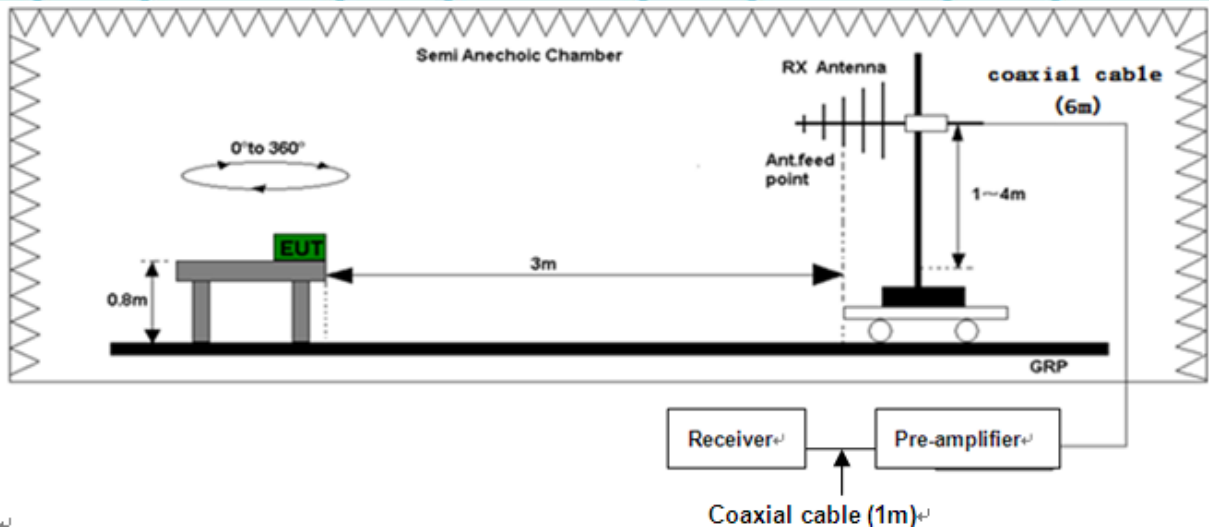 Semi Anechoic Chamber
RX Antenna
coaxial cable
(6m)
0°to 360°
Ant.feed
point
1～4m
EUT
3m
0.8m
GRP
Receiver↵
Pre-amplifier↵
Coaxial cable (1m)↵
↵